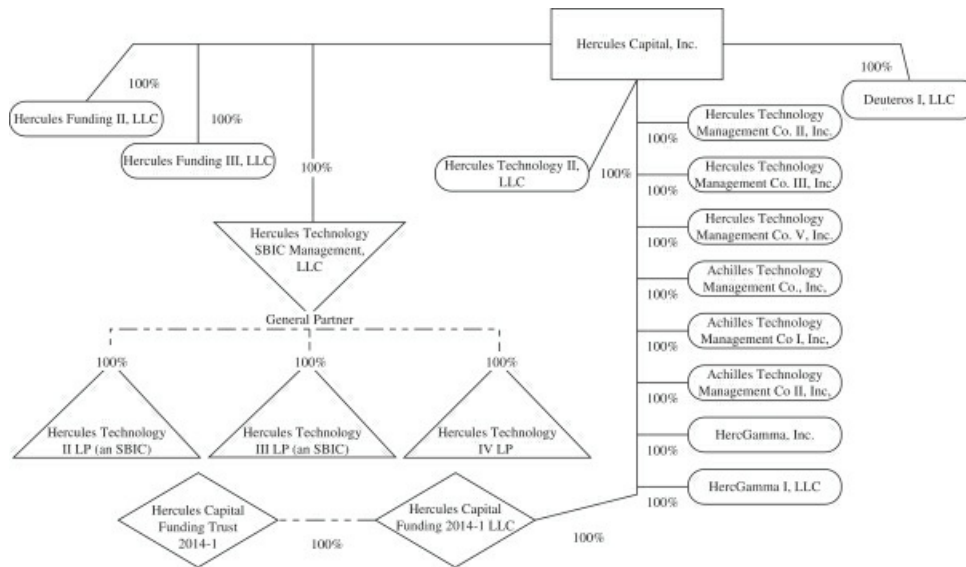 Hercules Capital, Inc.
100%
Hercules Funding II, LLC
100%
Hercules Funding III, LLC
100%
Hercules Technology
SBIC Management,
LLC
General Partner
100%
100%
100%
Hercules Technology
II LP (an SBIC)
Hercules Technology
III LP (an SBIC)
Hercules Technology
IV LP
Hercules Technology II,
LLC
100%
100%
Deuteros I, LLC
Hercules Technology
Management Co. II, Inc.
100%
Hercules Technology
Management Co. III, Inc,
100%
Hercules Technology
Management Co. V, Inc.
100%
Achilles Technology
Management Co., Inc,
100%
Achilles Technology
Management Co I, Inc,
100%
Achilles Technology
Management Co II, Inc,
100%
HercGamma, Inc.
100%
HercGamma I, LLC
100%
Hercules Capital
Funding Trust
2014-1
100%
Hercules Capital
Funding 2014-1 LLC
100%